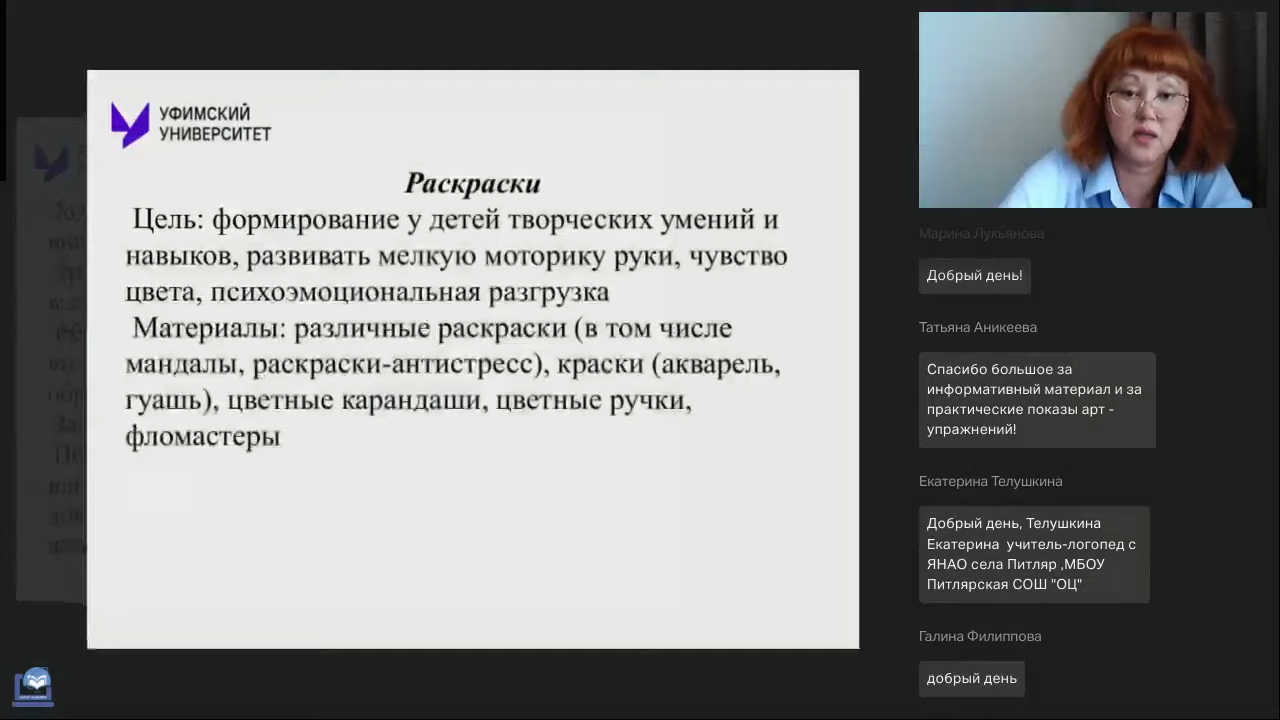 УФИМСКИЙ
УНИВЕРСИТЕТ
Раскраски
Цель: формирование у детей творческих умений и
навыков, развивать мелкую моторику руки, чувство
цвета, психоэмоциональная разгрузка
Материалы: различные раскраски (в том числе
мандалы, раскраски-антистресс), краски (акварель,
гуашь), цветные карандаши, цветные ручки,
фломастеры
Марина Лукьянова
Добрый день!
Татьяна Аникеева
Спасибо большое за
информативный материал и за
практические показы арт -
упражнений!
Екатерина Телушкина
Добрый день, Телушкина
Екатерина учитель-логопед с
ЯНАО села Питляр ,МБОУ
Питлярская СОШ "ОЦ"
Галина Филиппова
добрый день